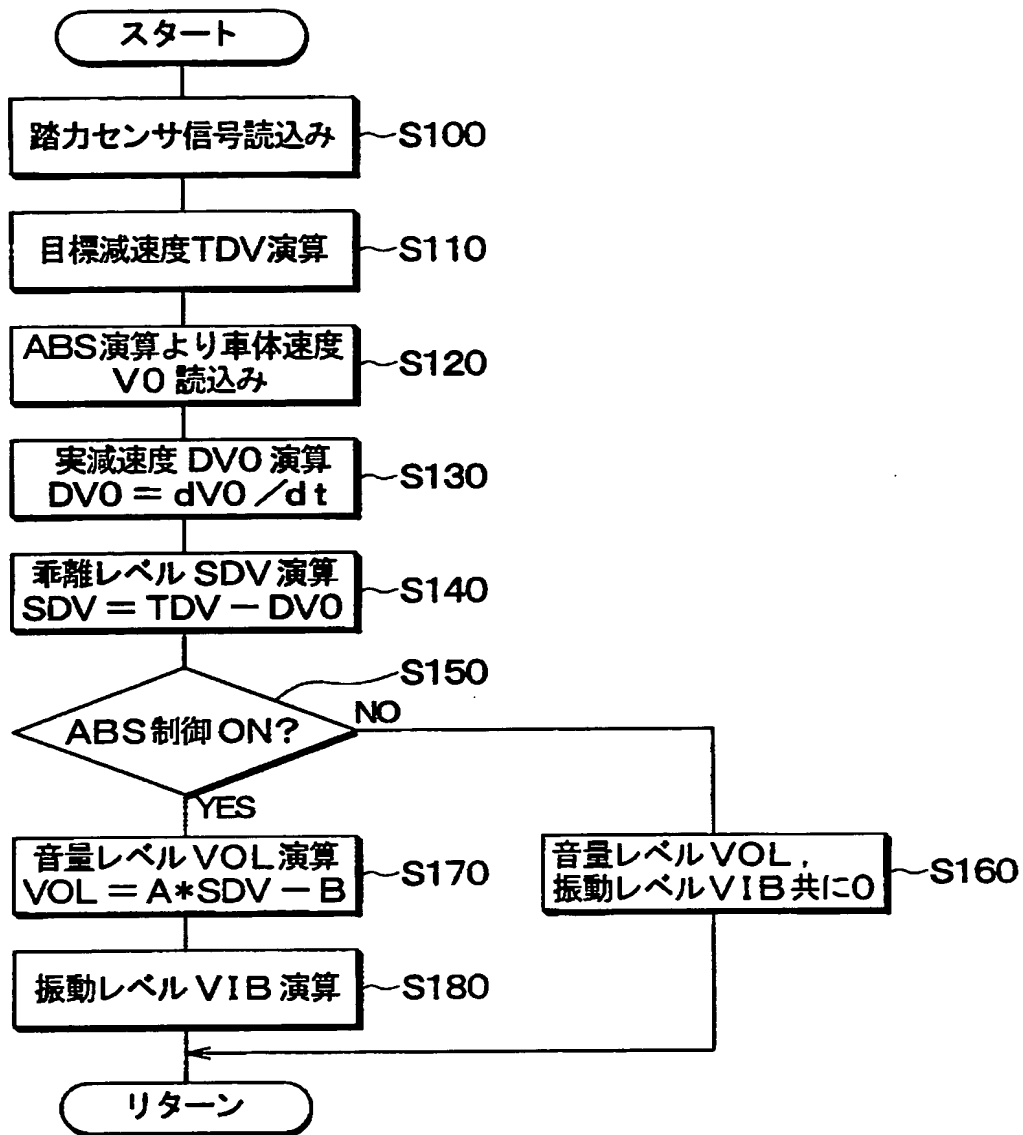 スタート
踏力センサ信号読込み
S100
目標減速度TDV演算
S110
ABS演算より車体速度
V0 読込み
S120
実減速度 DV0 演算
DV0 = dV0 / dt
S130
乖離レベル SDV 演算
SDV = TDV − DV0
S140
S150
ABS制御ON?
NO
YES
音量レベル VOL 演算
VOL = A*SDV − B
S170
音量レベル VOL,
振動レベル VIB 共に0
S160
振動レベル VIB 演算
S180
リターン